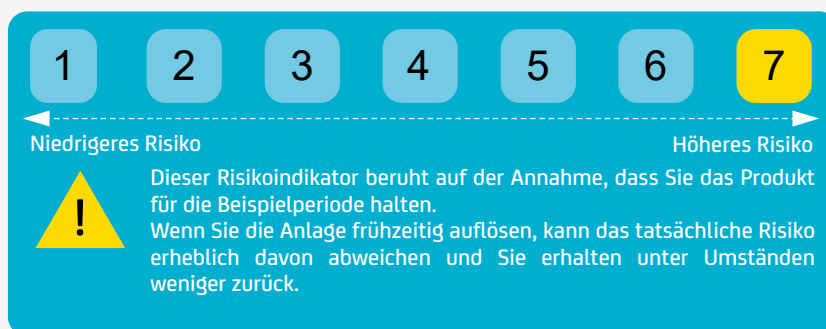 1 2 3 4 5 6 7
Niedrigeres Risiko Höheres Risiko
Dieser Risikoindikator beruht auf der Annahme, dass Sie das Produkt
für die Beispielperiode halten.
!
Wenn Sie die Anlage frühzeitig auflösen, kann das tatsächliche Risiko
erheblich davon abweichen und Sie erhalten unter Umständen
weniger zurück.